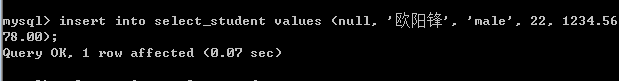 mysql> insert into select_student values (null, '欧阳锋', 'male', 22, 1234.56
78.00);
Query OK, 1 row affected (0.07 sec)